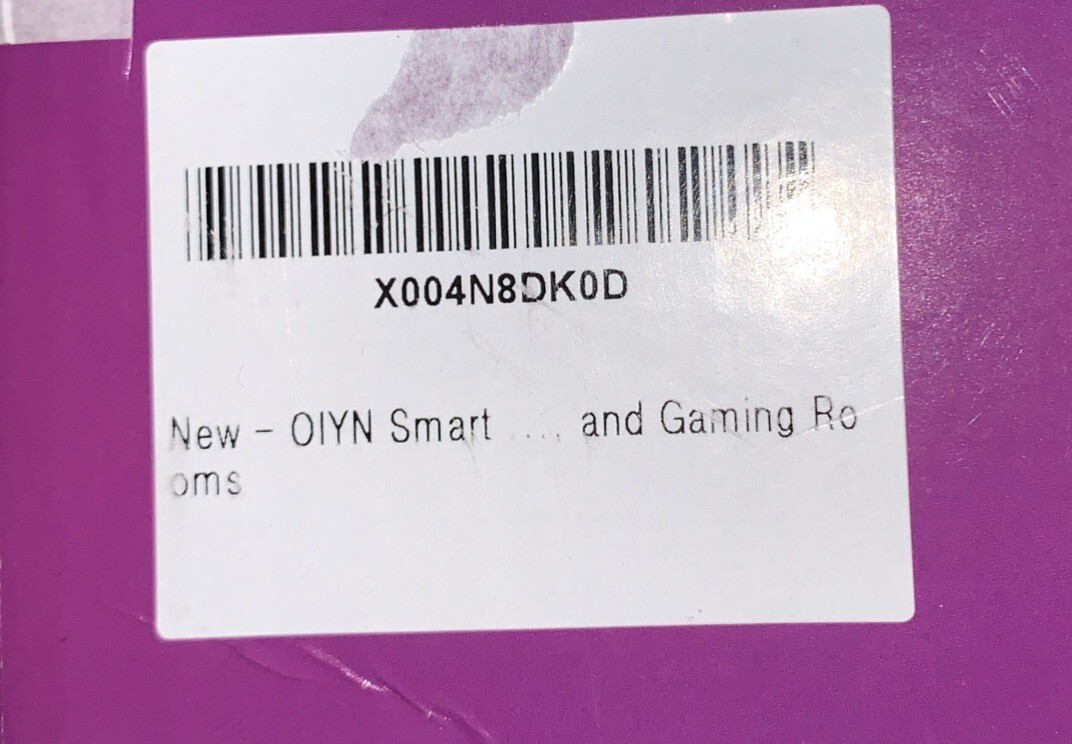 X004N8DK0D
New - OIYN Smart .... and Gaming Ro
oms